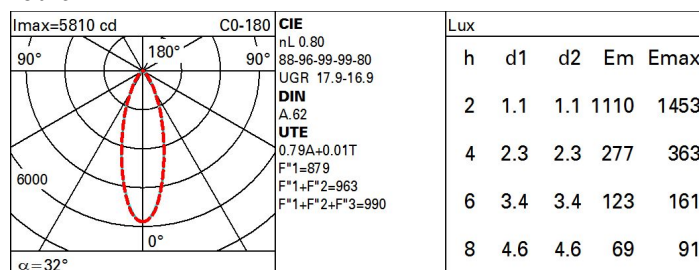 Imax=5810 cd C0-180
90° 180° 90°
6000
0°
α=32°
CIE
nL 0.80
88-96-99-99-80
UGR 17.9-16.9
DIN
A.62
UTE
0.79A+0.01T
F"1=879
F"1+F"2=963
F"1+F"2+F"3=990
Lux
h d1 d2 Em Emax
2 1.1 1.1 1110 1453
4 2.3 2.3 277 363
6 3.4 3.4 123 161
8 4.6 4.6 69 91